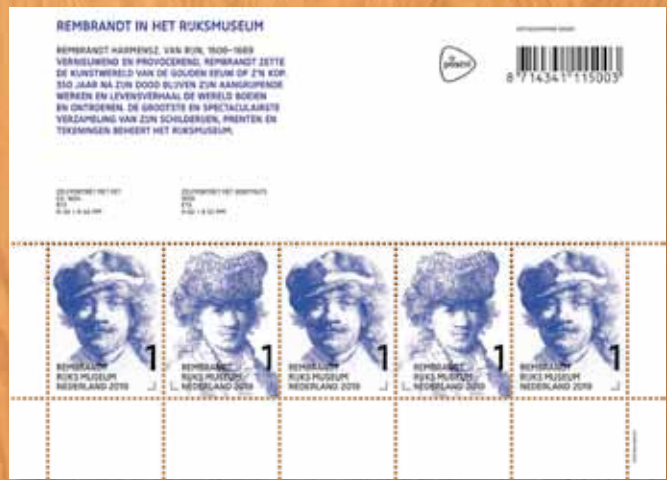 REMBRANDT IN HET RIJKSMUSEUM
REMBRANDT HARMENSZ. VAN RIJN, 1606–1669
VERNIEUWEND EN PROVOCEREND, REMBRANDT ZETTE
DE KUNSTWERELD VAN DE GOUDEN EEUW OP Z'N KOP.
350 JAAR NA ZIJN DOOD BLIJVEN ZIJN AANGRIJPENDE
WERKEN EN LEVENSVERHAAL DE WERELD BOEIEN
EN ONTROEREN. DE GROOTSTE EN SPECTACULAIRSTE
VERZAMELING VAN ZIJN SCHILDERIJEN, PRENTEN EN
TEKENINGEN BEHEERT HET RIJKSMUSEUM.
postnl
8 714341 115003
1
REMBRANDT
RIJKS MUSEUM
NEDERLAND 2019
1
REMBRANDT
RIJKS MUSEUM
NEDERLAND 2019
1
REMBRANDT
RIJKS MUSEUM
NEDERLAND 2019
1
REMBRANDT
RIJKS MUSEUM
NEDERLAND 2019
1
REMBRANDT
RIJKS MUSEUM
NEDERLAND 2019